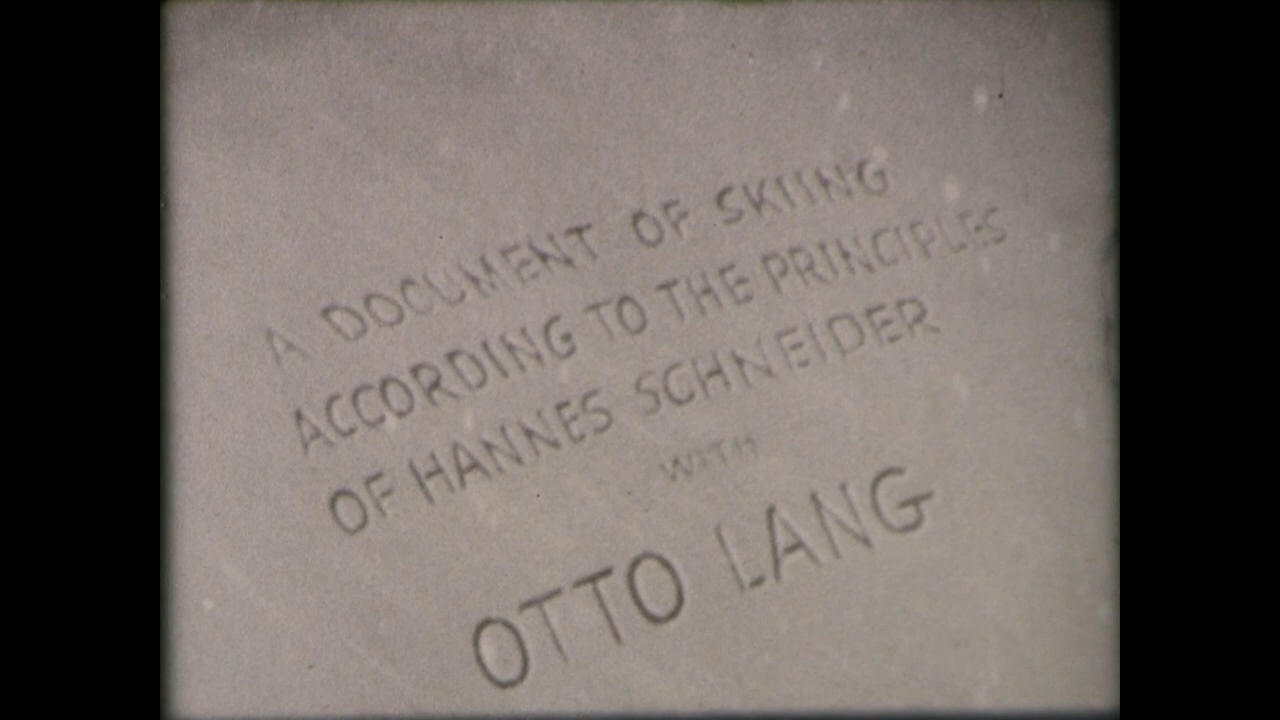 A DOCUMENT OF SKIING
ACCORDING TO THE PRINCIPLES
OF HANNES SCHNEIDER
WITH
OTTO LANG